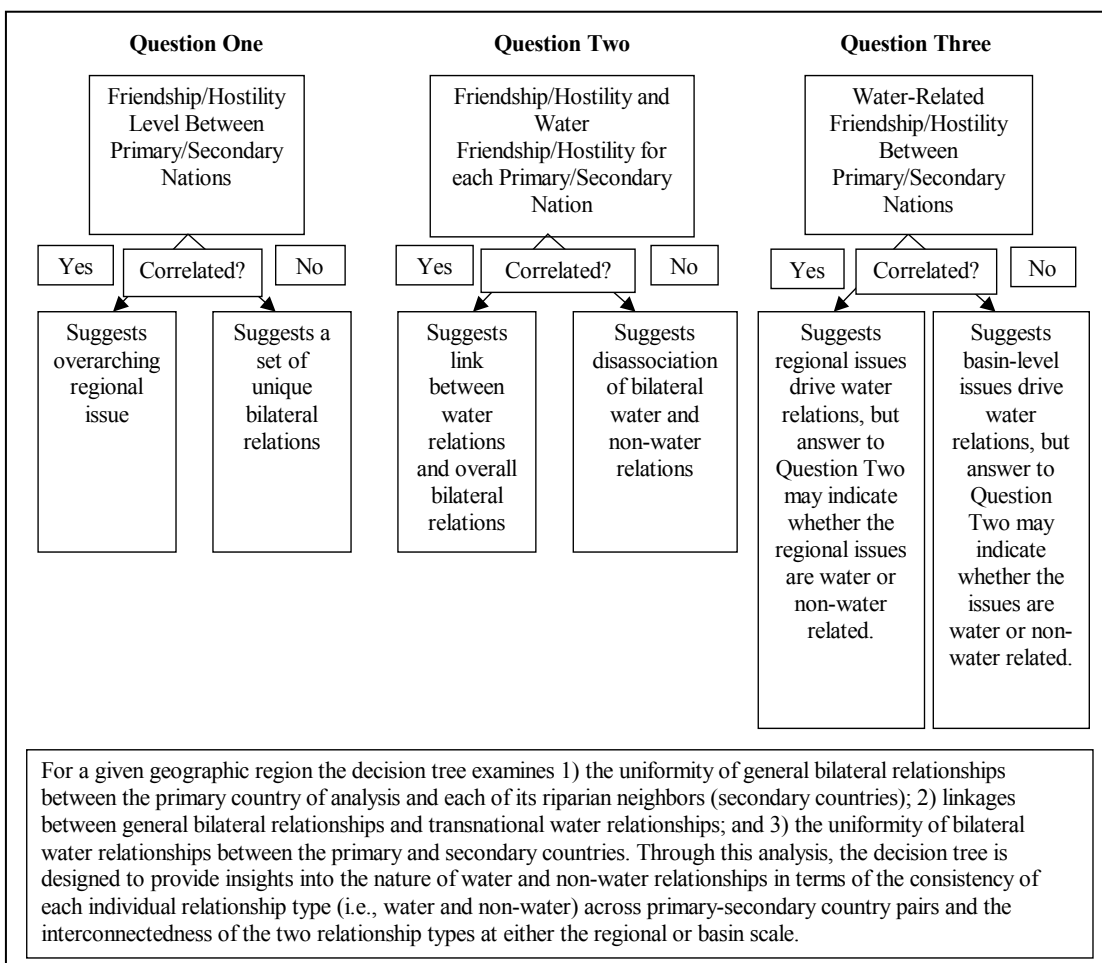 Question One
Friendship/Hostility
Level Between
Primary/Secondary
Nations
Yes
Correlated?
No
Suggests
overarching
regional
issue
Suggests a
set of
unique
bilateral
relations
Question Two
Friendship/Hostility and
Water
Friendship/Hostility for
each Primary/Secondary
Nation
Yes
Correlated?
No
Suggests
link
between
water
relations
and overall
bilateral
relations
Suggests
disassociation
of bilateral
water and
non-water
relations
Question Three
Water-Related
Friendship/Hostility
Between
Primary/Secondary
Nations
Yes
Correlated?
No
Suggests
regional issues
drive water
relations, but
answer to
Question Two
may indicate
whether the
regional issues
are water or
non-water
related.
Suggests
basin-level
issues drive
water
relations, but
answer to
Question
Two may
indicate
whether the
issues are
water or non-
water related.
For a given geographic region the decision tree examines 1) the uniformity of general bilateral relationships
between the primary country of analysis and each of its riparian neighbors (secondary countries); 2) linkages
between general bilateral relationships and transnational water relationships; and 3) the uniformity of bilateral
water relationships between the primary and secondary countries. Through this analysis, the decision tree is
designed to provide insights into the nature of water and non-water relationships in terms of the consistency of
each individual relationship type (i.e., water and non-water) across primary-secondary country pairs and the
interconnectedness of the two relationship types at either the regional or basin scale.